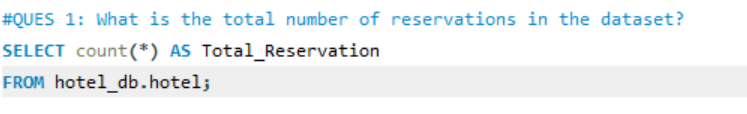 #QUES 1: What is the total number of reservations in the dataset?
SELECT count(*) AS Total_Reservation
FROM hotel_db.hotel;